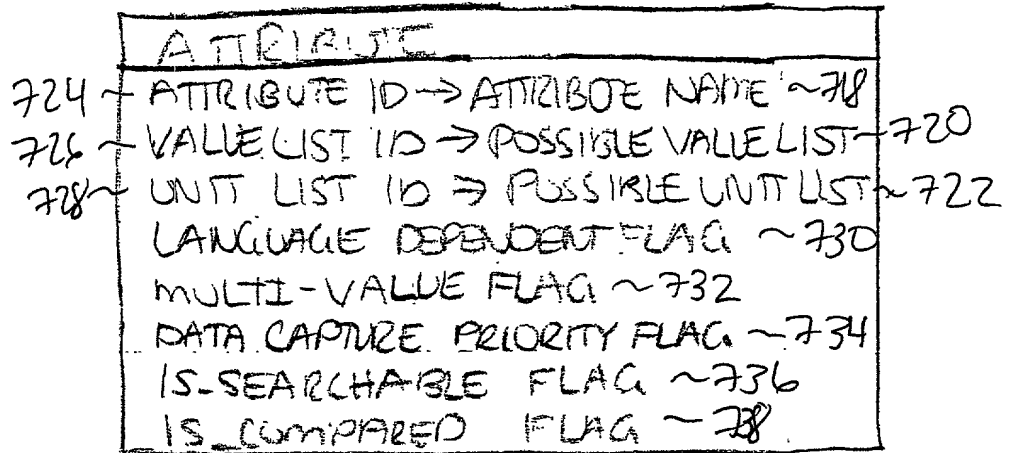 ATTRIBUTE
724 ~ ATTRIBUTE ID → ATTRIBUTE NAME ~ 718
726 ~ VALUE LIST ID → POSSIBLE VALUE LIST ~ 720
728 ~ UNIT LIST ID → POSSIBLE UNIT LIST ~ 722
LANGUAGE DEPENDENT FLAG ~ 730
MULTI-VALUE FLAG ~ 732
DATA CAPTURE PRIORITY FLAG ~ 734
IS-SEARCHABLE FLAG ~ 736
IS_COMPARED FLAG ~ 738